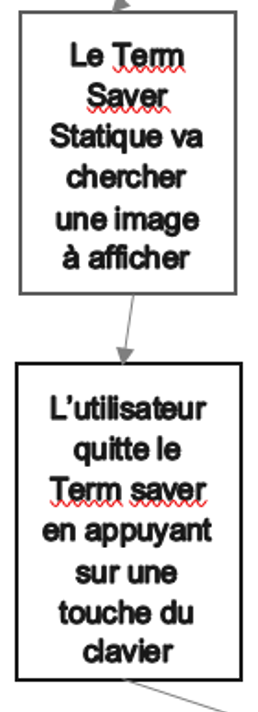 Le Term
Saver
Statique va
chercher
une image
à afficher
L'utilisateur
quitte le
Term saver
en appuyant
sur une
touche du
clavier